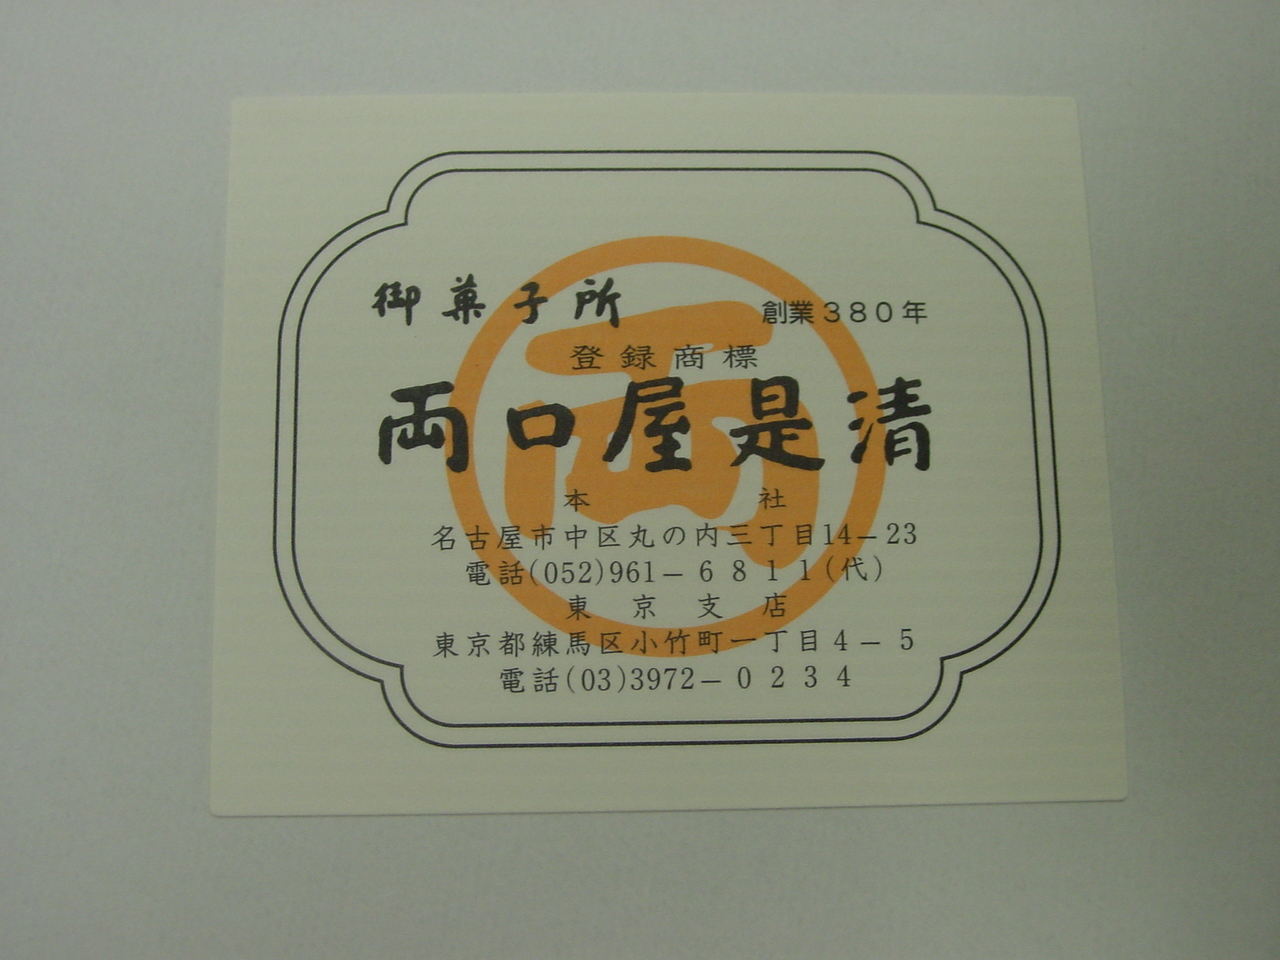 御菓子所 創業380年
登録商標
両口屋是清
本社
名古屋市中区丸の内三丁目14-23
電話(052)961-6811(代)
東京支店
東京都練馬区小竹町一丁目4-5
電話(03)3972-0234
両